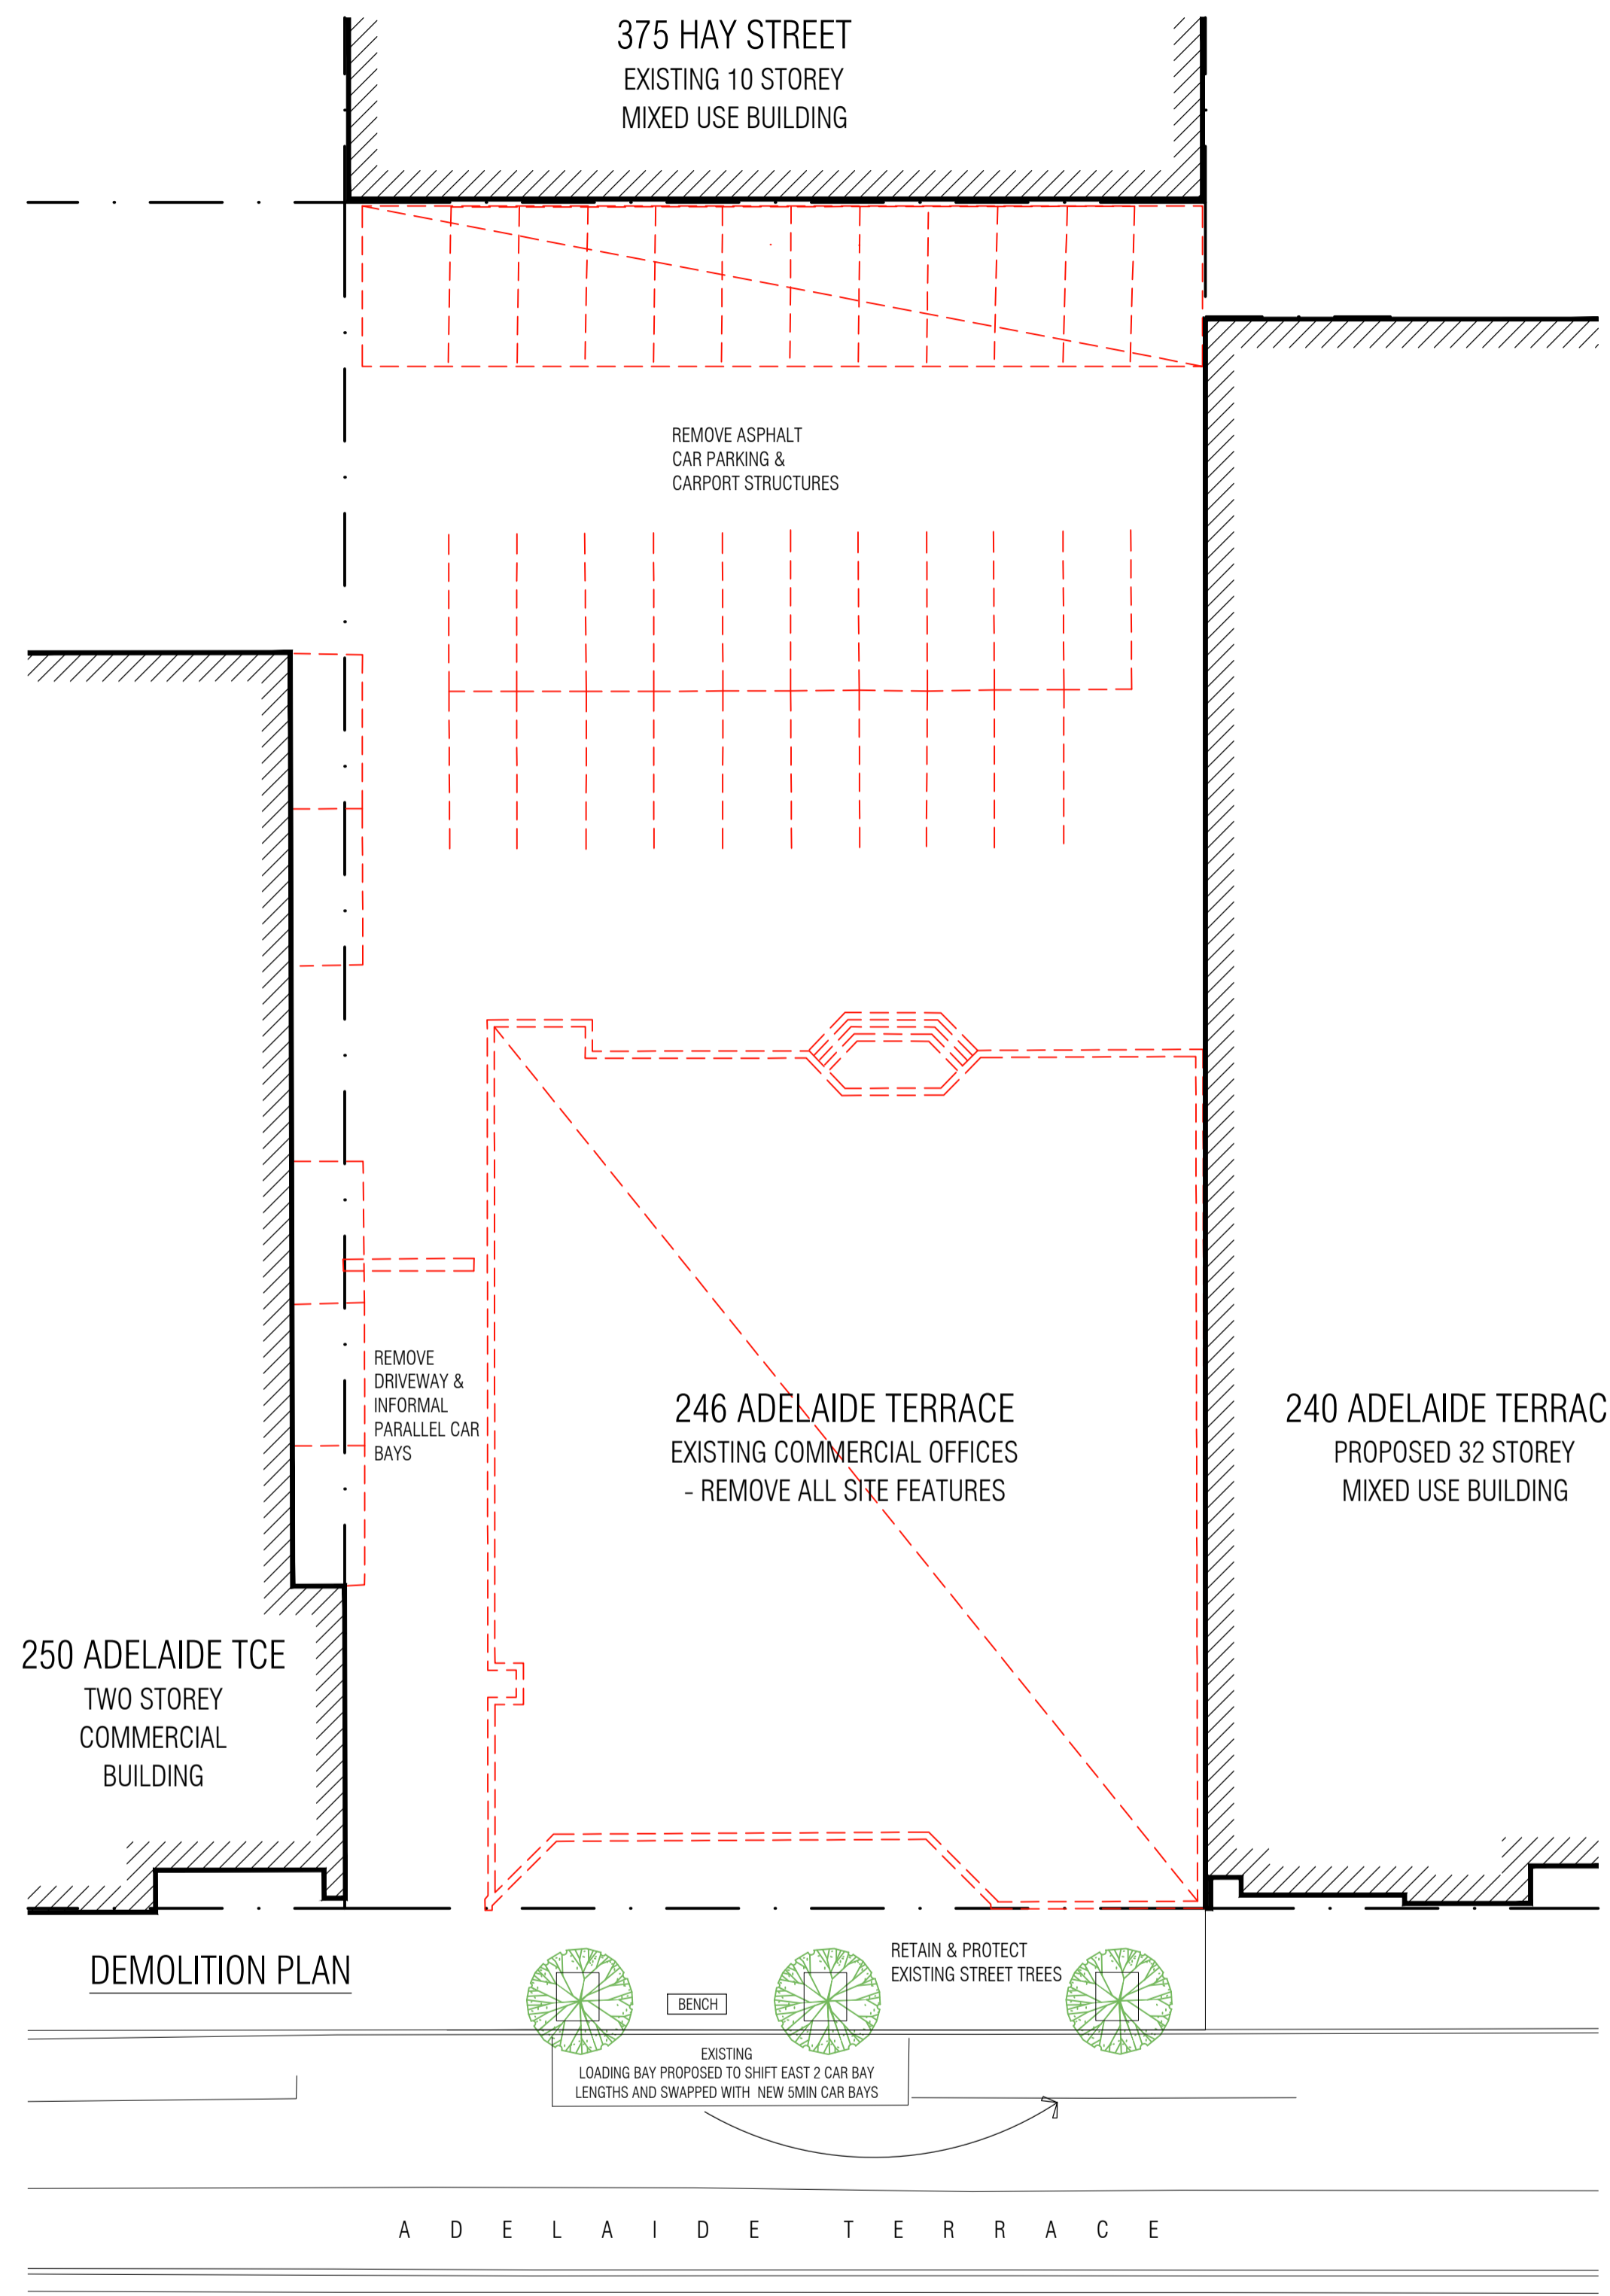 375 HAY STREET
EXISTING 10 STOREY
MIXED USE BUILDING
REMOVE ASPHALT
CAR PARKING &
CARPORT STRUCTURES
REMOVE
DRIVEWAY &
INFORMAL
PARALLEL CAR
BAYS
246 ADELAIDE TERRACE
EXISTING COMMERCIAL OFFICES
- REMOVE ALL SITE FEATURES
240 ADELAIDE TERRAC
PROPOSED 32 STOREY
MIXED USE BUILDING
250 ADELAIDE TCE
TWO STOREY
COMMERCIAL
BUILDING
DEMOLITION PLAN
RETAIN & PROTECT
EXISTING STREET TREES
BENCH
EXISTING
LOADING BAY PROPOSED TO SHIFT EAST 2 CAR BAY
LENGTHS AND SWAPPED WITH NEW 5MIN CAR BAYS
ADELAIDE TERRACE